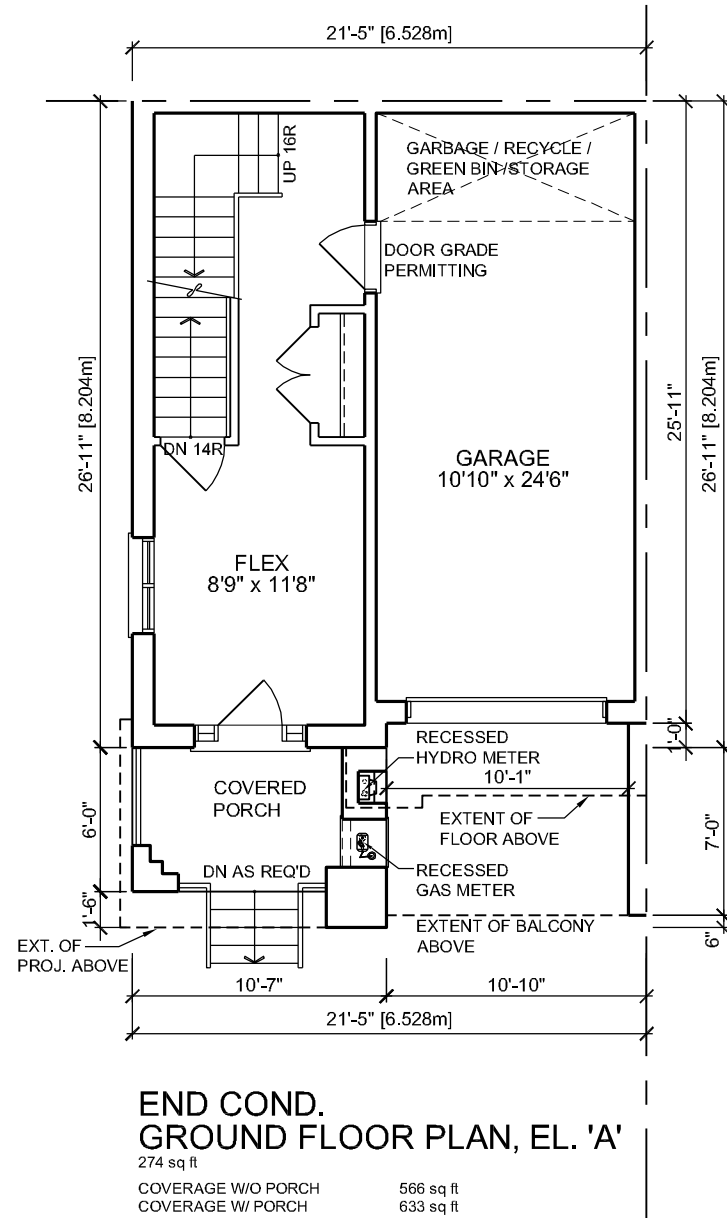 21'-5" [6.528m]
UP 16R
GARBAGE / RECYCLE /
GREEN BIN /STORAGE
AREA
DOOR GRADE
PERMITTING
26'-11" [8.204m]
25'-11"
26'-11" [8.204m]
DN 14R
GARAGE
10'10" x 24'6"
FLEX
8'9" x 11'8"
1'-0"
RECESSED
HYDRO METER
10'-1"
COVERED
PORCH
6'-0"
EXTENT OF
FLOOR ABOVE
7'-0"
DN AS REQ'D
RECESSED
GAS METER
1'-6"
EXTENT OF BALCONY
ABOVE
6"
EXT. OF
PROJ. ABOVE
10'-7"
10'-10"
21'-5" [6.528m]
END COND.
GROUND FLOOR PLAN, EL. 'A'
274 sq ft
COVERAGE W/O PORCH 566 sq ft
COVERAGE W/ PORCH 633 sq ft